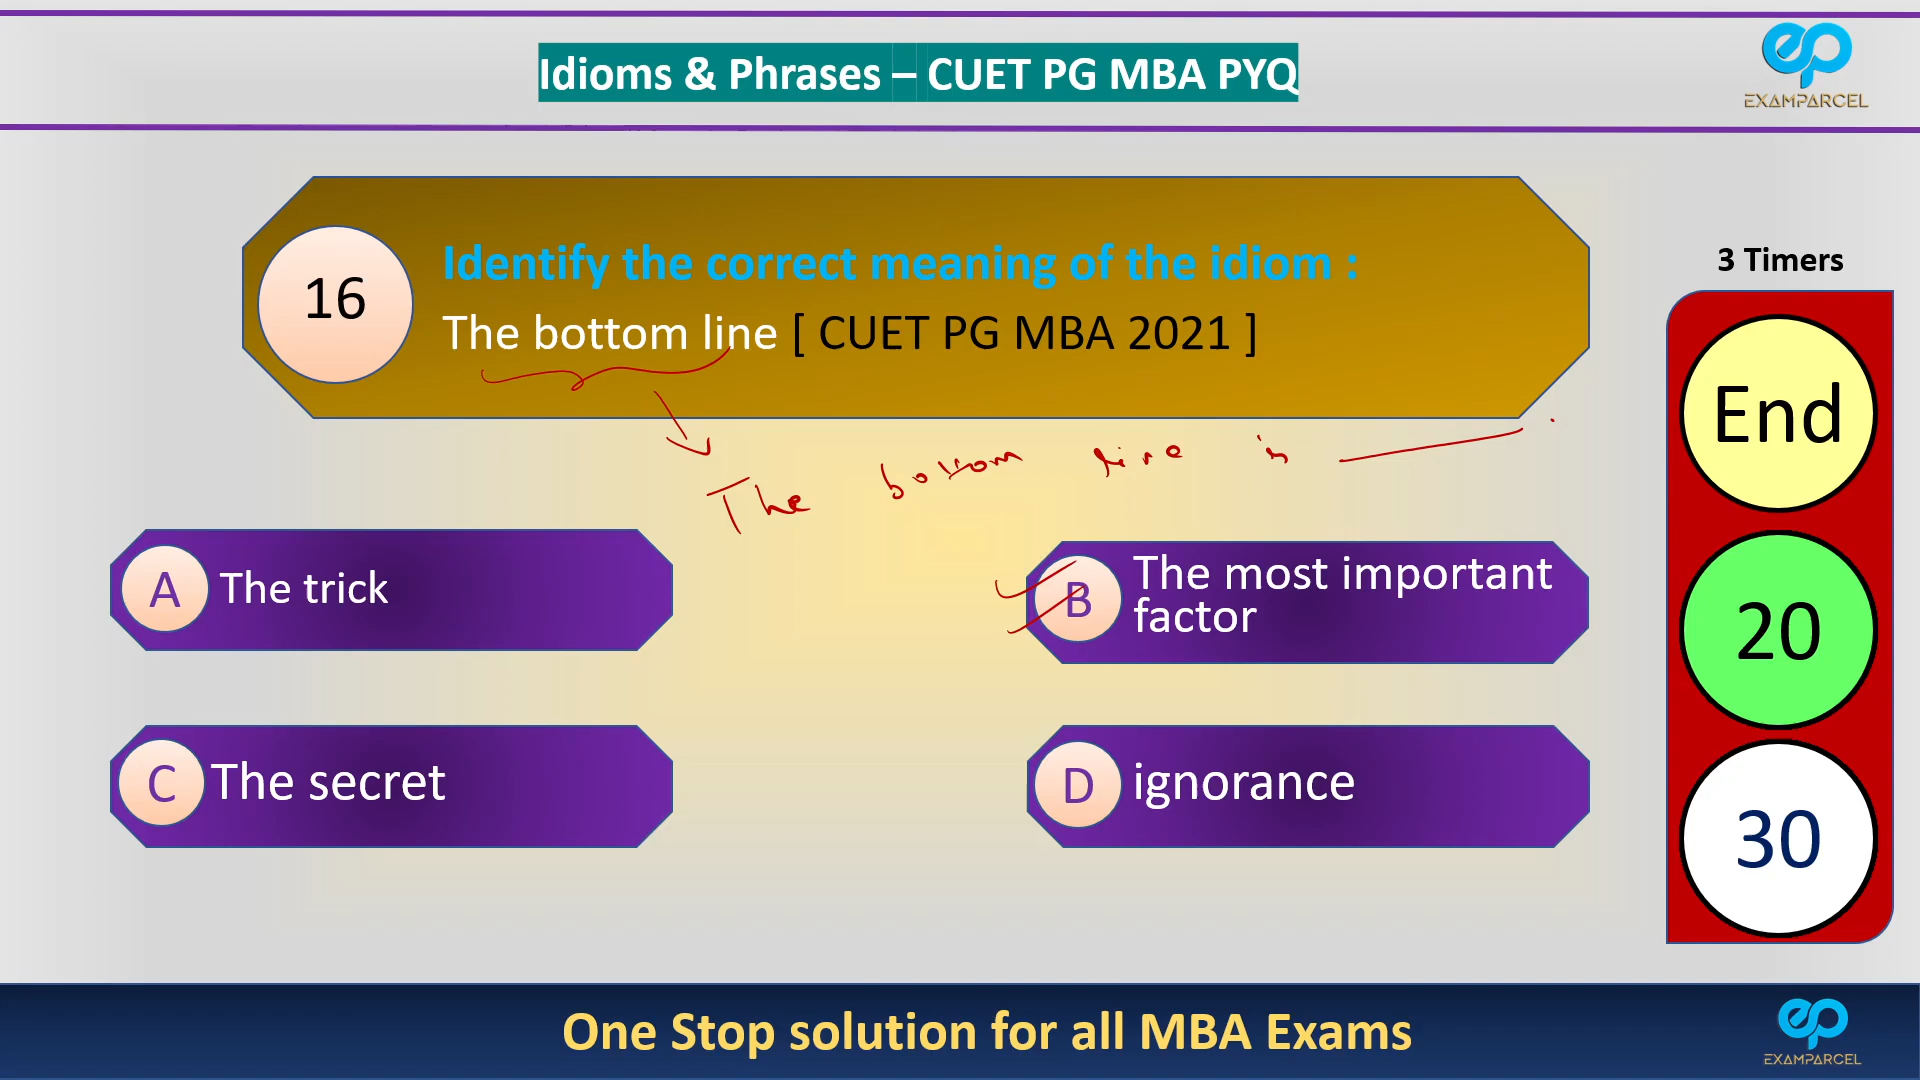 Idioms & Phrases – CUET PG MBA PYQ
EXAMPARCEL
16
Identify the correct meaning of the idiom :
The bottom line [ CUET PG MBA 2021 ]
3 Timers
End
20
30
The bottom line is
A The trick
B The most important
factor
C The secret
D ignorance
One Stop solution for all MBA Exams
EXAMPARCEL